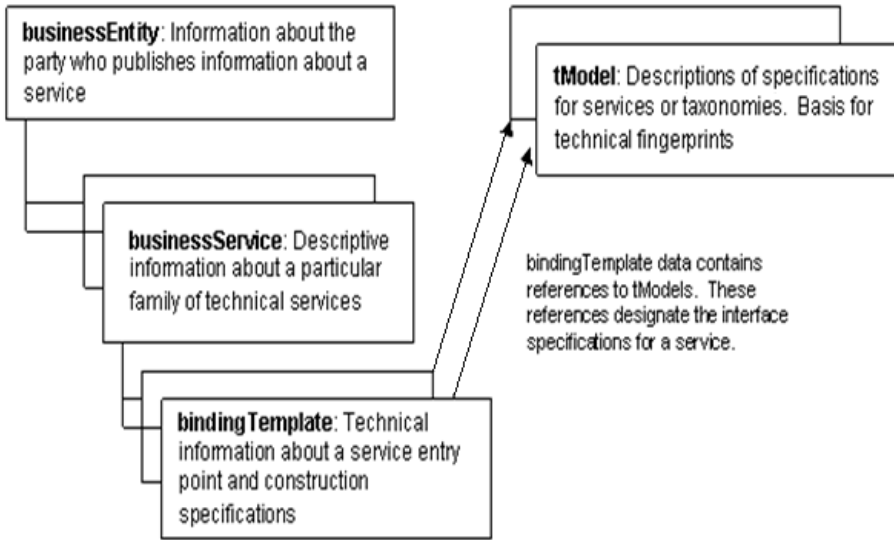 businessEntity: Information about the
party who publishes information about a
service
tModel: Descriptions of specifications
for services or taxonomies. Basis for
technical fingerprints
businessService: Descriptive
information about a particular
family of technical services
bindingTemplate data contains
references to tModels. These
references designate the interface
specifications for a service.
bindingTemplate: Technical
information about a service entry
point and construction
specifications